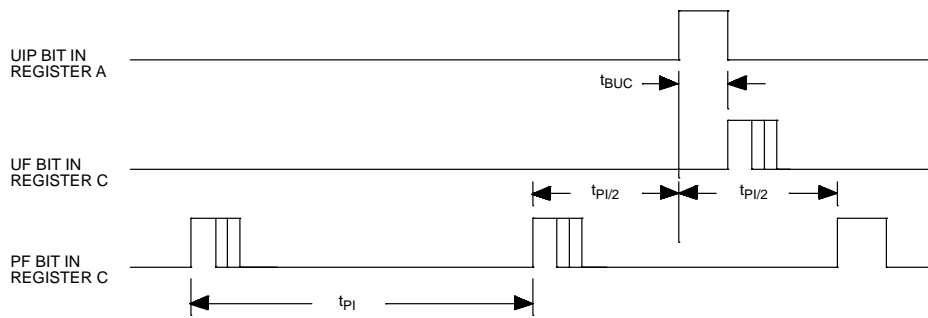 UIP BIT IN
REGISTER A
tBUC
UF BIT IN
REGISTER C
tPI/2 tPI/2
PF BIT IN
REGISTER C
tPI